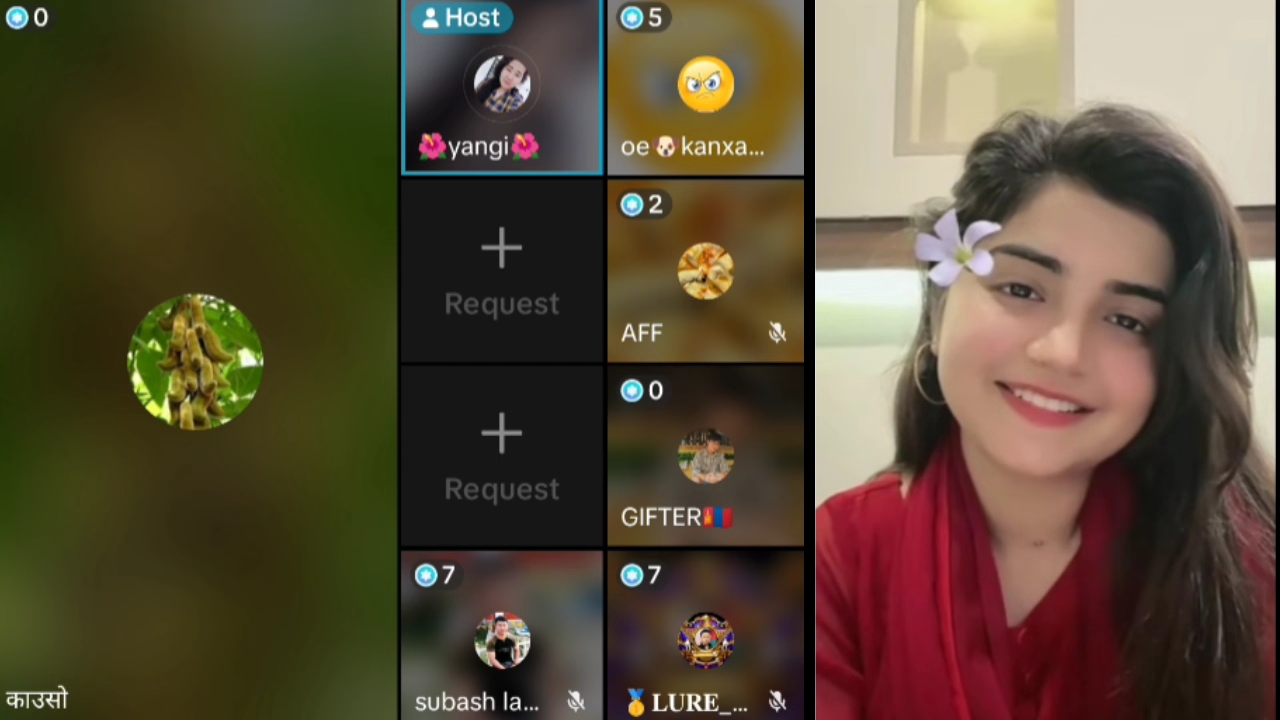 0
Host
🌺yangi🌺
5
oe🐶kanxa...
Request
2
AFF
Request
0
GIFTER🇲🇳
7
subash la...
7
🏅𝐋𝐔𝐑𝐄_...
काउसो